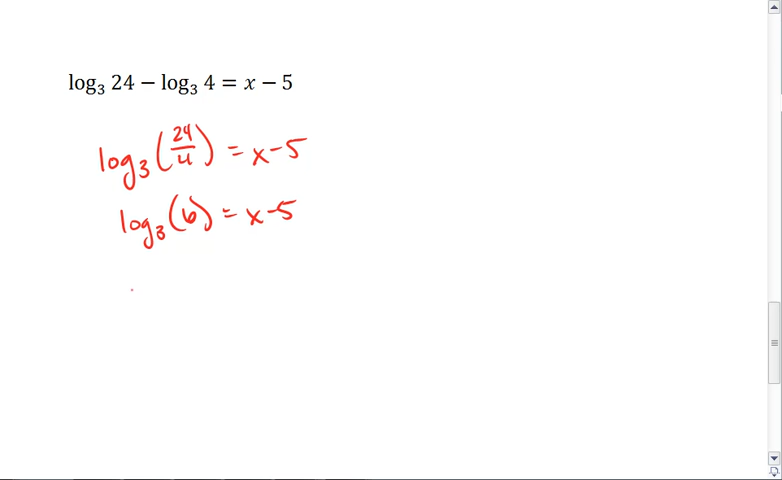 log₃ 24 − log₃ 4 = x − 5
log₃(24/4) = x-5
log₃(6) = x-5